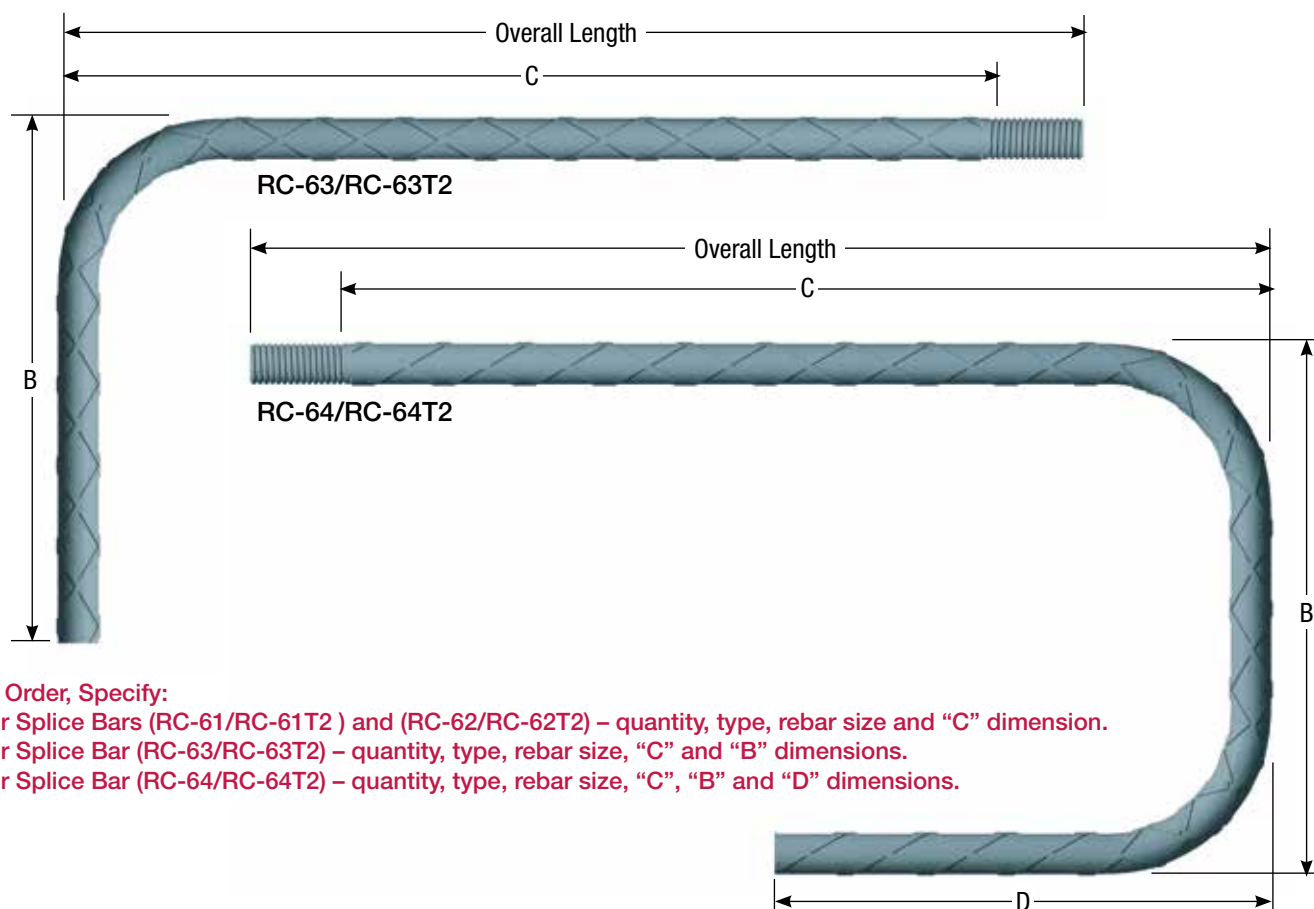 Overall Length
C
RC-63/RC-63T2
Overall Length
C
B
RC-64/RC-64T2
B
Order, Specify:
r Splice Bars (RC-61/RC-61T2 ) and (RC-62/RC-62T2) – quantity, type, rebar size and “C” dimension.
r Splice Bar (RC-63/RC-63T2) – quantity, type, rebar size, “C” and “B” dimensions.
r Splice Bar (RC-64/RC-64T2) – quantity, type, rebar size, “C”, “B” and “D” dimensions.
D